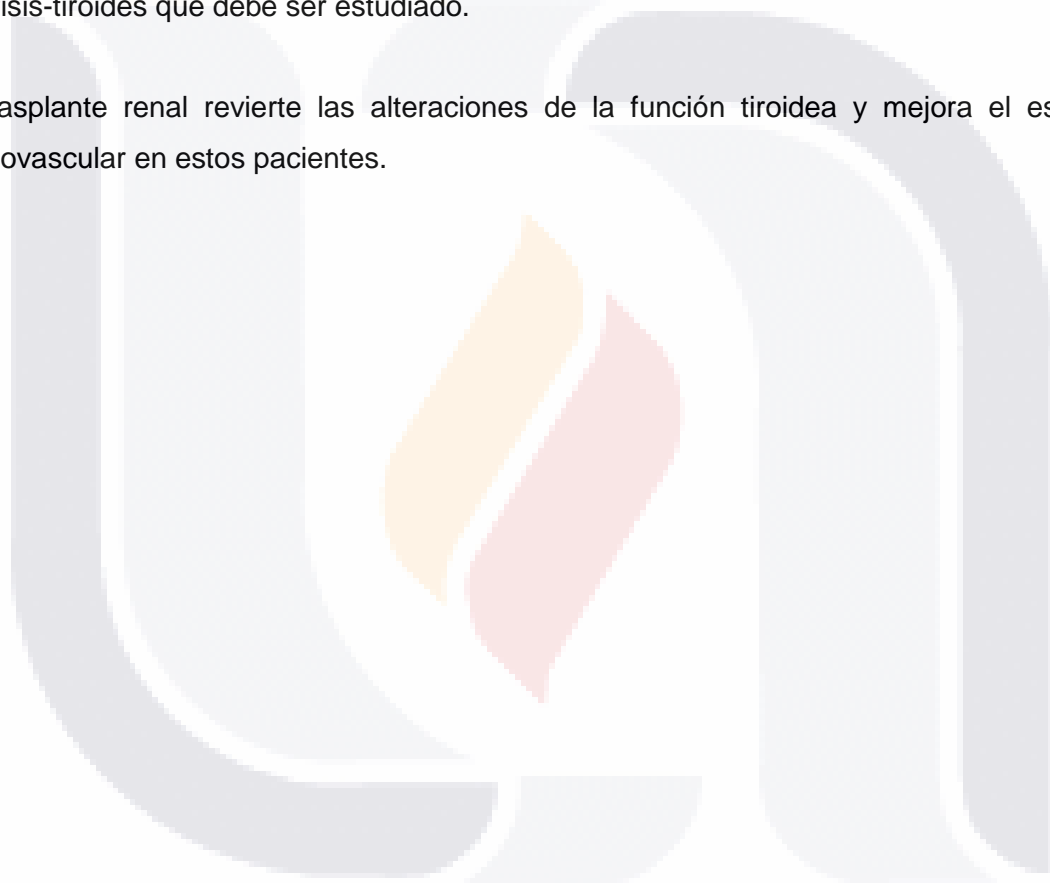 isis-tiroides que debe ser estudiado.
asplante renal revierte las alteraciones de la función tiroidea y mejora el es
ovascular en estos pacientes.